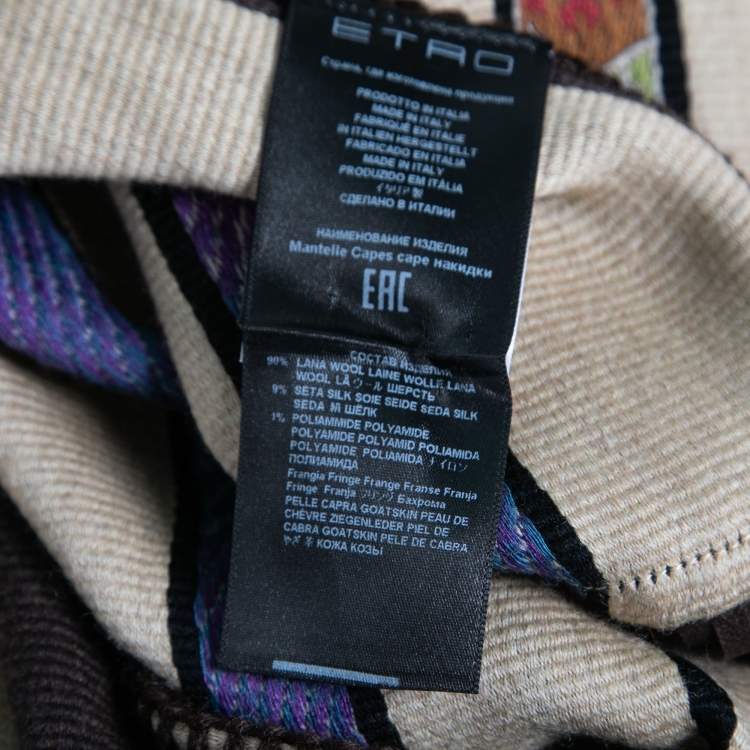 ETRO
Страна, где изготовлена продукция
PRODOTTO IN ITALIA
MADE IN ITALY
FABRIQUÉ EN ITALIE
IN ITALIEN HERGESTELLT
FABRICADO EN ITALIA
MADE IN ITALY
PRODUZIDO EM ITÁLIA
イタリア製
СДЕЛАНО В ИТАЛИИ
НАИМЕНОВАНИЕ ИЗДЕЛИЯ
Mantelle Capes cape накидки
EAC
СОСТАВ ИЗДЕЛИЯ
90% LANA WOOL LAINE WOLLE LANA
WOOL LÃ ウール ШЕРСТЬ
9% SETA SILK SOIE SEIDE SEDA SILK
SEDA 絹 ШЁЛК
1% POLIAMMIDE POLYAMIDE
POLYAMIDE POLYAMID POLIAMIDA
POLYAMIDE POLIAMIDA ナイロン
ПОЛИАМИДА
Frangia Fringe Frange Franse Franja
Fringe Franja フリンジ Бахрома
PELLE CAPRA GOATSKIN PEAU DE
CHÈVRE ZIEGENLEDER PIEL DE
CABRA GOATSKIN PELE DE CABRA
ヤギ革 КОЖА КОЗЫ